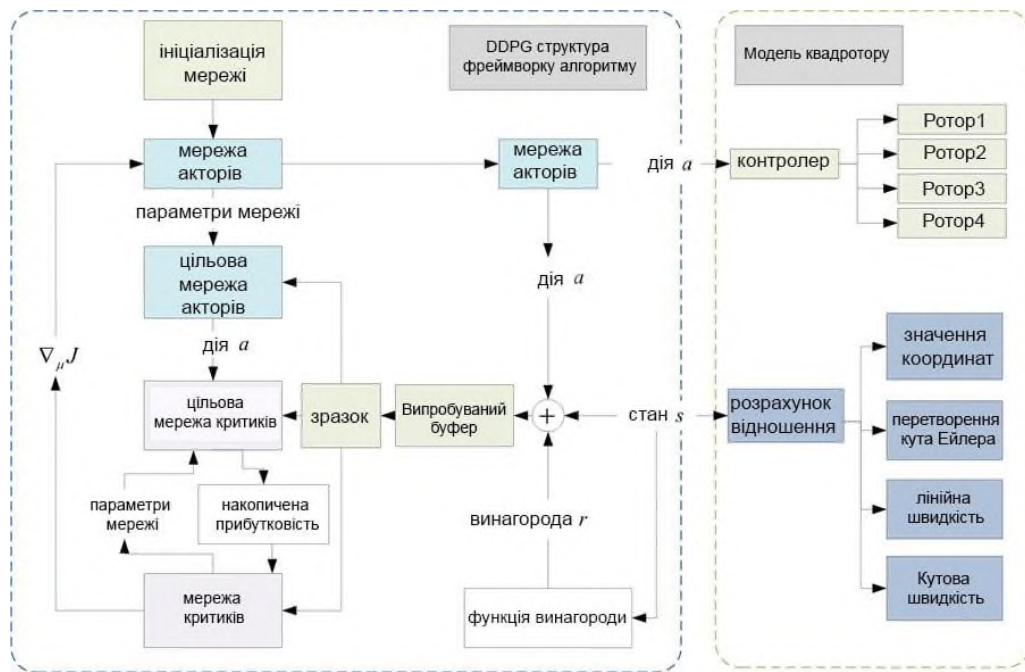 ініціалізація
мережі
DDPG структура
фреймворку алгоритму
Модель квадротору
мережа
акторів
мережа
акторів
дія a
контролер
Ротор1
Ротор2
Ротор3
Ротор4
параметри мережі
цільова
мережа
акторів
дія a
дія a
∇μJ
цільова
мережа критиків
зразок
Випробуваний
буфер
+
стан s
розрахунок
відношення
значення
координат
перетворення
кута Ейлера
лінійна
швидкість
Кутова
швидкість
параметри
мережі
накопичена
прибутковість
винагорода r
мережа
критиків
функція винагороди